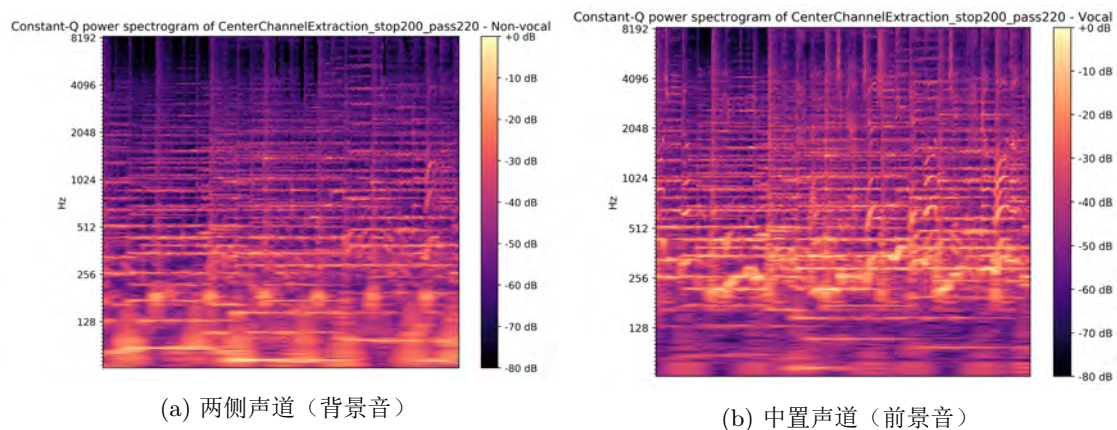 Constant-Q power spectrogram of CenterChannelExtraction_stop200_pass220 - Non-vocal
8192
4096
2048
1024
512
256
128
Hz
+0 dB
-10 dB
-20 dB
-30 dB
-40 dB
-50 dB
-60 dB
-70 dB
-80 dB
(a) 两侧声道（背景音）
Constant-Q power spectrogram of CenterChannelExtraction_stop200_pass220 - Vocal
8192
4096
2048
1024
512
256
128
Hz
+0 dB
-10 dB
-20 dB
-30 dB
-40 dB
-50 dB
-60 dB
-70 dB
-80 dB
(b) 中置声道（前景音）